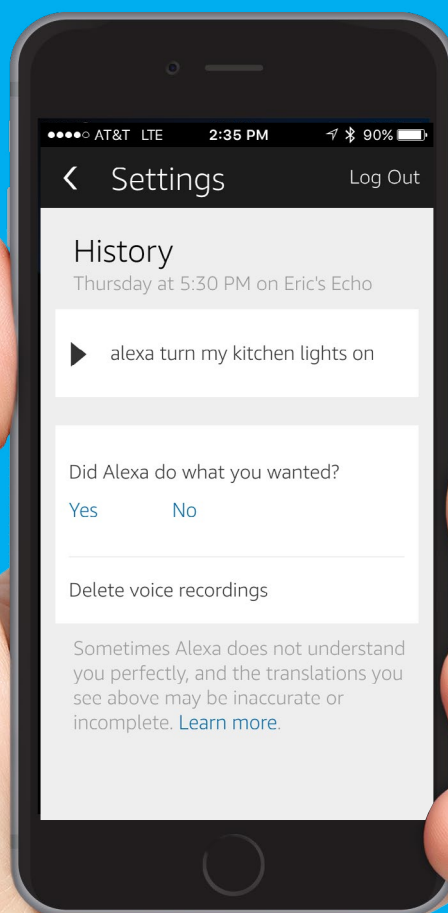 AT&T LTE 2:35 PM 90%
Settings Log Out
History
Thursday at 5:30 PM on Eric's Echo
alexa turn my kitchen lights on
Did Alexa do what you wanted?
Yes No
Delete voice recordings
Sometimes Alexa does not understand
you perfectly, and the translations you
see above may be inaccurate or
incomplete. Learn more.